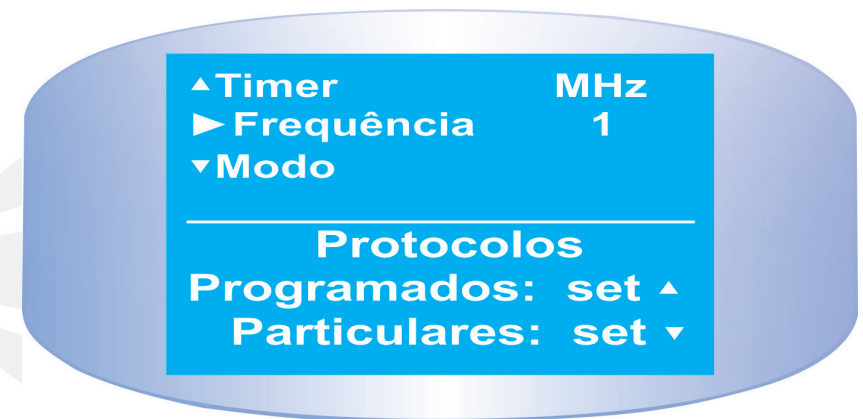 ▲Timer MHz
►Frequência 1
▼Modo
Protocolos
Programados: set ▲
Particulares: set ▼